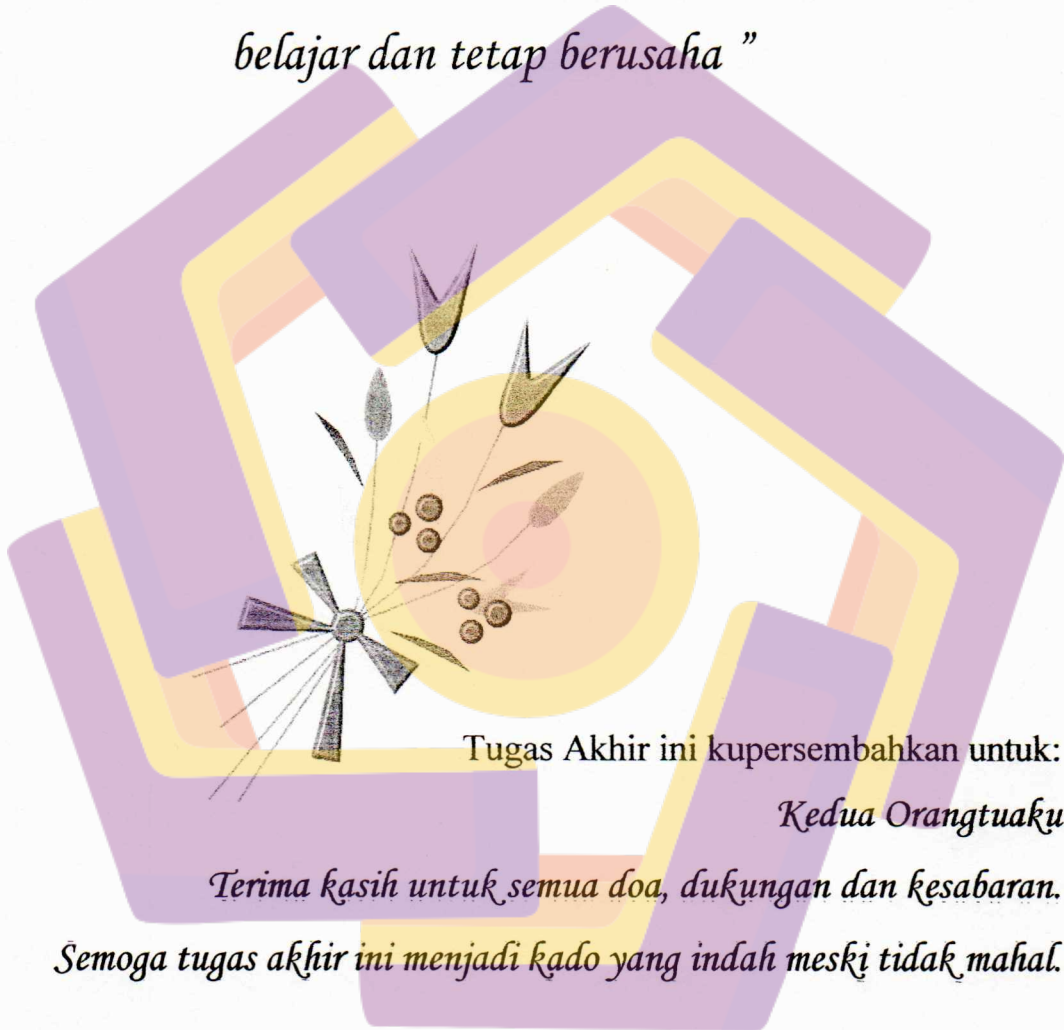 belajar dan tetap berusaha ”
Tugas Akhir ini kupersembahkan untuk:
Kedua Orangtuaku
Terima kasih untuk semua doa, dukungan dan kesabaran.
Semoga tugas akhir ini menjadi kado yang indah meski tidak mahal.